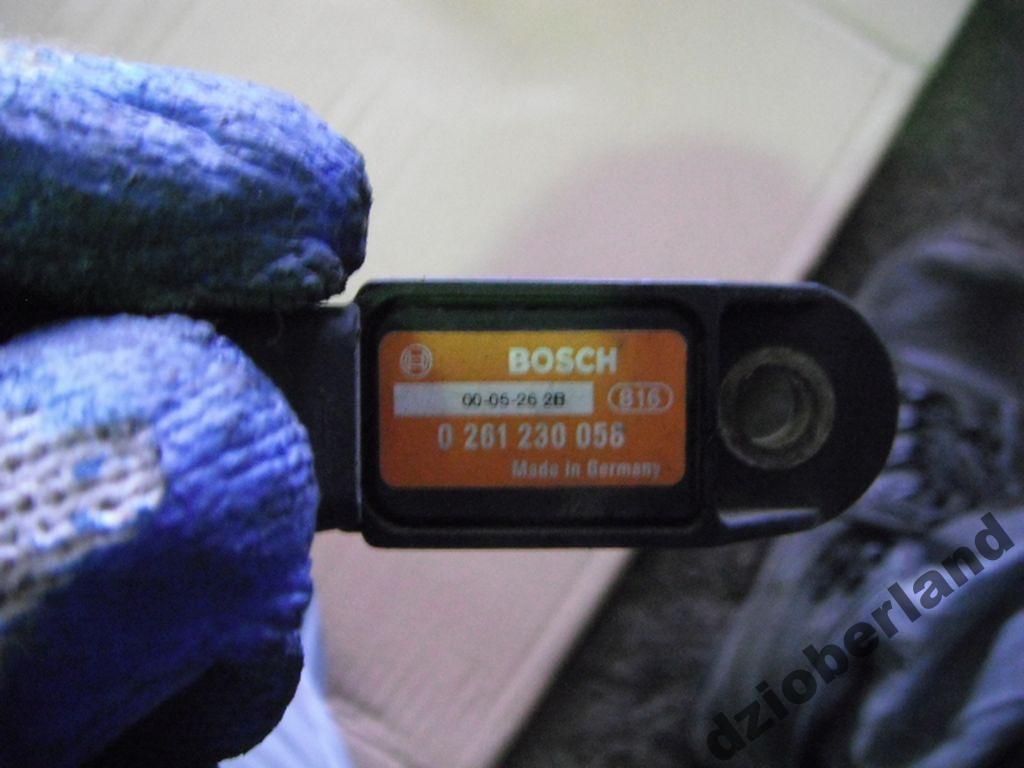 BOSCH
00-05-26 2B
816
0 261 230 056
Made in Germany
dzioberland